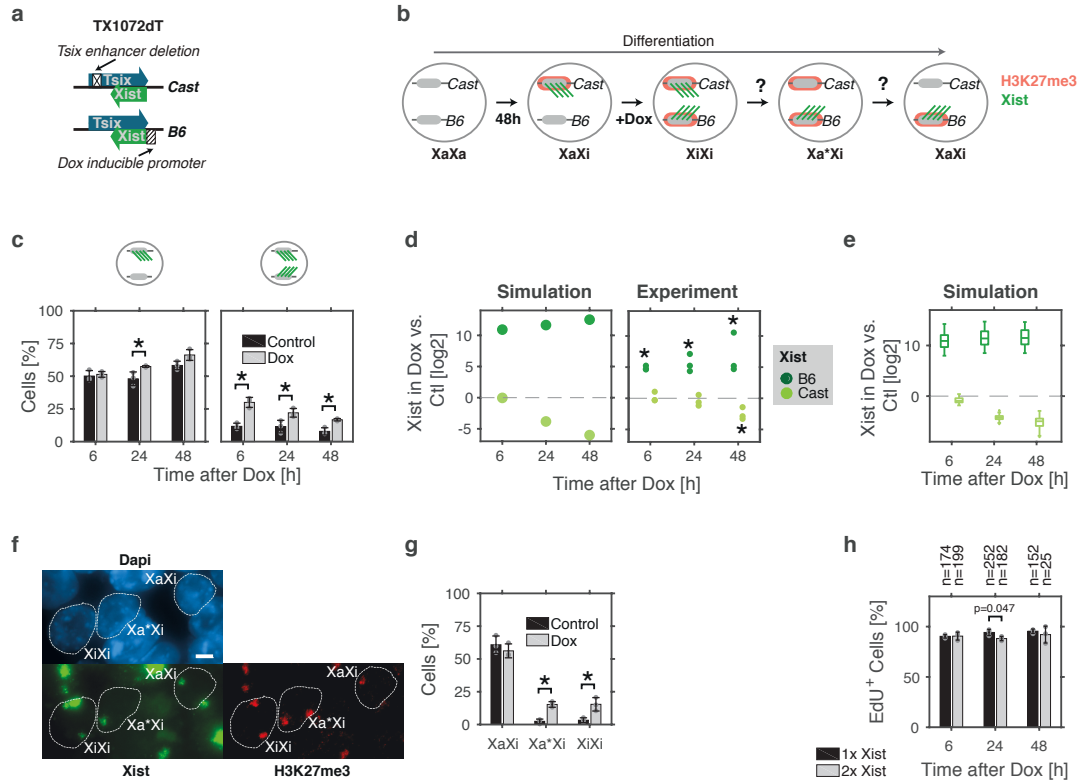 a
TX1072dT
Tsix enhancer deletion
Tsix
Xist
Cast
Tsix
Xist
B6
Dox inducible promoter
b
Differentiation
Cast
B6
XaXa
48h
Cast
B6
XaXi
+Dox
Cast
B6
XiXi
?
Cast
B6
Xa*Xi
?
Cast
B6
XaXi
H3K27me3
Xist
c
Cells [%]
100
75
50
25
0
*
6 24 48
Control
Dox
* * *
6 24 48
Time after Dox [h]
d
Simulation Experiment
Xist in Dox vs.
Ctl [log2]
10
5
0
-5
* * *
*
6 24 48 6 24 48
Time after Dox [h]
Xist
B6
Cast
e
Simulation
Xist in Dox vs.
Ctl [log2]
10
0
-5
6 24 48
Time after Dox [h]
f
Dapi
XaXi
Xa*Xi
XiXi
XaXi
Xa*Xi
XiXi
Xist
XaXi
Xa*Xi
XiXi
H3K27me3
g
Cells [%]
100
75
50
25
0
Control
Dox
* *
XaXi Xa*Xi XiXi
h
n=174
n=199
n=252
n=182
n=152
n=25
EdU+ Cells [%]
100
50
0
p=0.047
6 24 48
Time after Dox [h]
1x Xist
2x Xist